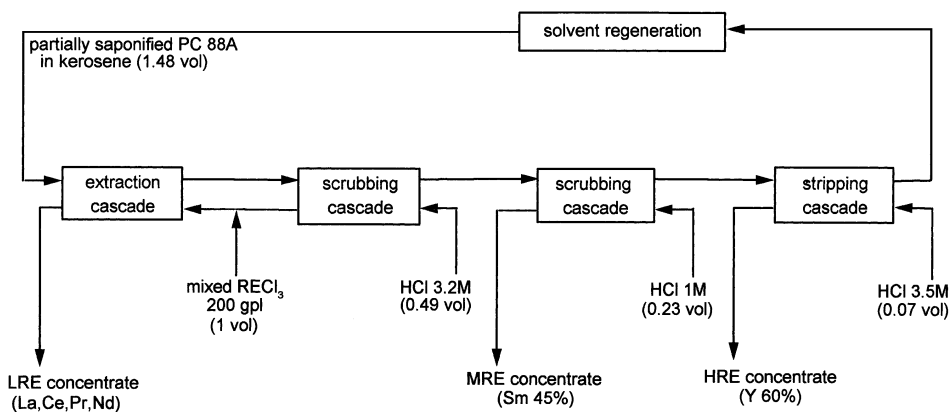 solvent regeneration
partially saponified PC 88A
in kerosene (1.48 vol)
extraction
cascade
scrubbing
cascade
scrubbing
cascade
stripping
cascade
mixed RECl₃
200 gpl
(1 vol)
HCl 3.2M
(0.49 vol)
HCl 1M
(0.23 vol)
HCl 3.5M
(0.07 vol)
LRE concentrate
(La,Ce,Pr,Nd)
MRE concentrate
(Sm 45%)
HRE concentrate
(Y 60%)